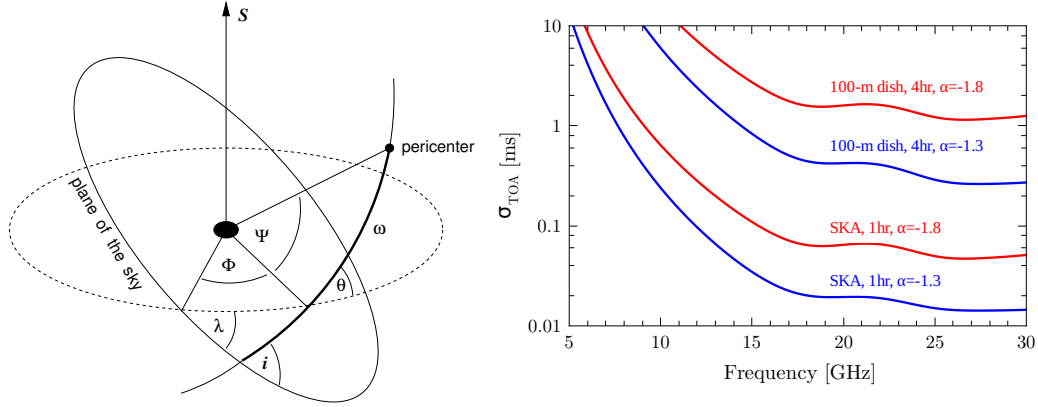 S
pericenter
plane of the sky
Ψ
ω
Φ
θ
λ
i
σTOA [ms]
10
1
0.1
0.01
100-m dish, 4hr, α=-1.8
100-m dish, 4hr, α=-1.3
SKA, 1hr, α=-1.8
SKA, 1hr, α=-1.3
5 10 15 20 25 30
Frequency [GHz]